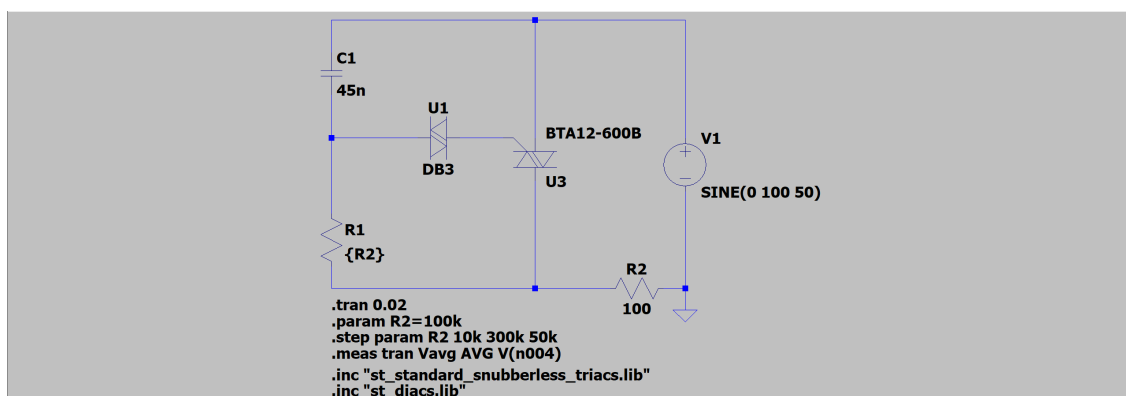 C1
45n
U1
DB3
BTA12-600B
U3
V1
SINE(0 100 50)
R1
{R2}
R2
100
.tran 0.02
.param R2=100k
.step param R2 10k 300k 50k
.meas tran Vavg AVG V(n004)
.inc "st_standard_snubberless_triacs.lib"
.inc "st_diacs.lib"